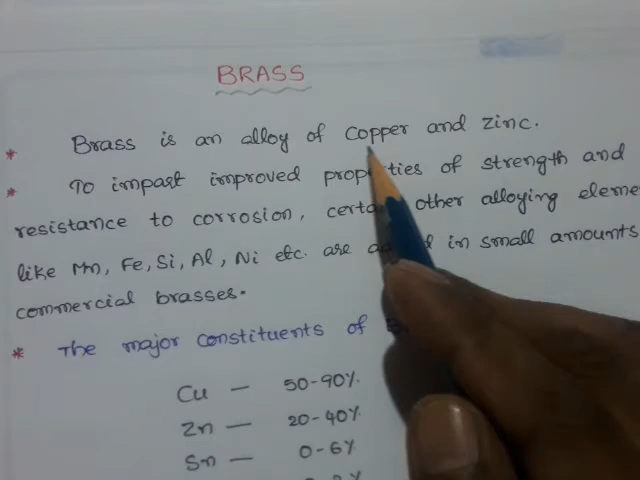 BRASS
* Brass is an alloy of Copper and Zinc.
* To impart improved properties of strength and
resistance to corrosion, certa other alloying eleme
like Mn, Fe, Si, Al, Ni etc. are in small amounts
commercial brasses.
* The major constituents of
Cu — 50-90%
Zn — 20-40%
Sn — 0-6%